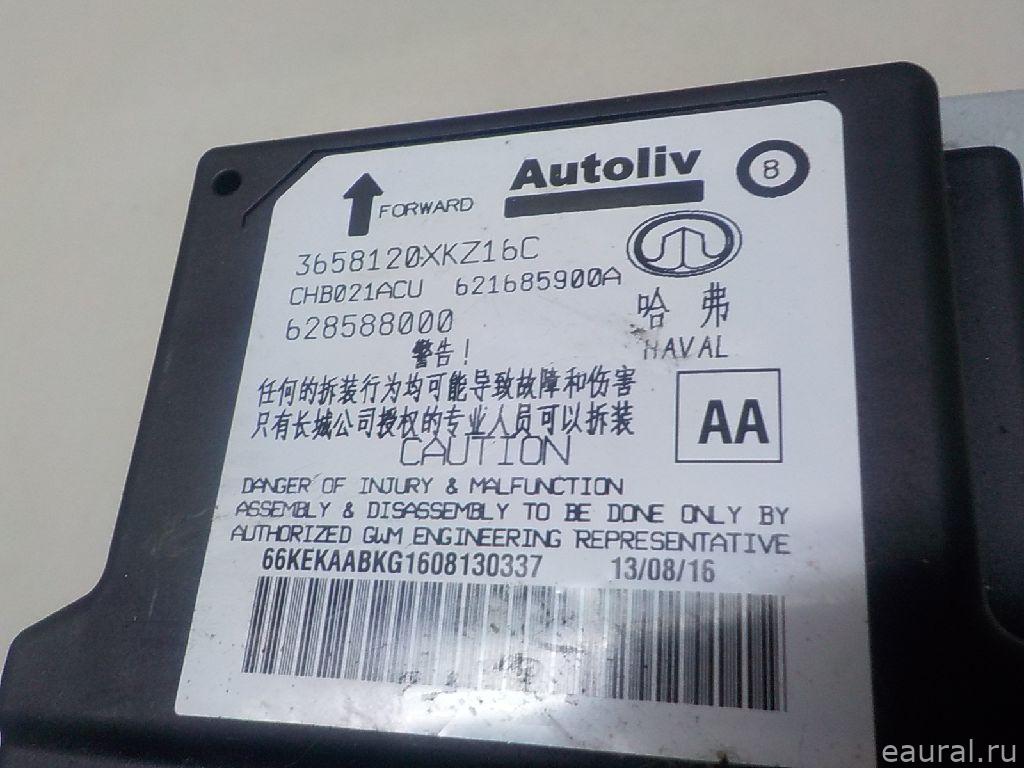 Autoliv
8
FORWARD
3658120XKZ16C
CHB021ACU 621685900A
628588000
哈弗
HAVAL
警告!
任何的拆装行为均可能导致故障和伤害
只有长城公司授权的专业人员可以拆装
AA
CAUTION
DANGER OF INJURY & MALFUNCTION
ASSEMBLY & DISASSEMBLY TO BE DONE ONLY BY
AUTHORIZED GWM ENGINEERING REPRESENTATIVE
66KEKAABKG1608130337 13/08/16
eaural.ru